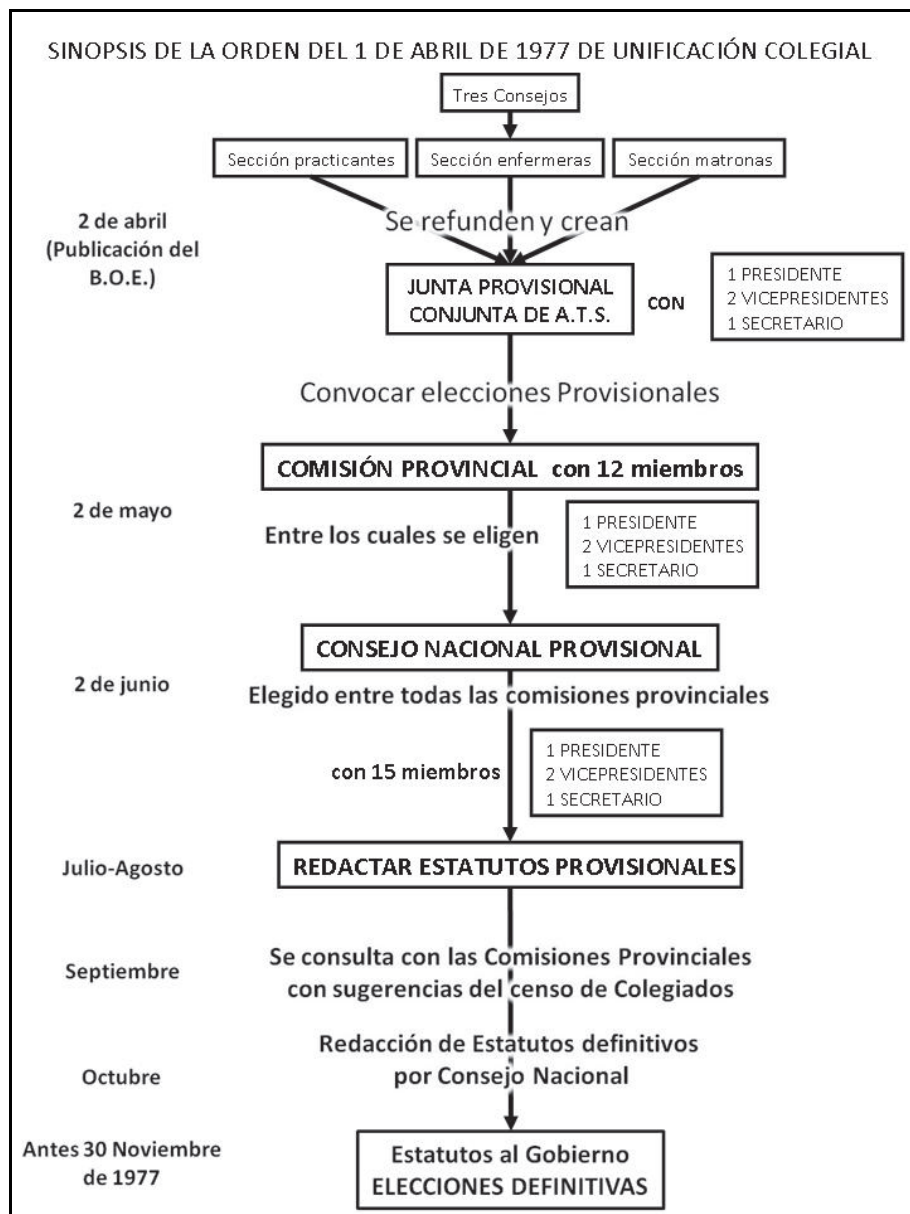 SINOPSIS DE LA ORDEN DEL 1 DE ABRIL DE 1977 DE UNIFICACIÓN COLEGIAL
Tres Consejos
Sección practicantes
Sección enfermeras
Sección matronas
2 de abril
(Publicación del
B.O.E.)
Se refunden y crean
JUNTA PROVISIONAL
CONJUNTA DE A.T.S.
CON
1 PRESIDENTE
2 VICEPRESIDENTES
1 SECRETARIO
Convocar elecciones Provisionales
COMISIÓN PROVINCIAL con 12 miembros
2 de mayo
Entre los cuales se eligen
1 PRESIDENTE
2 VICEPRESIDENTES
1 SECRETARIO
CONSEJO NACIONAL PROVISIONAL
2 de junio
Elegido entre todas las comisiones provinciales
con 15 miembros
1 PRESIDENTE
2 VICEPRESIDENTES
1 SECRETARIO
Julio-Agosto
REDACTAR ESTATUTOS PROVISIONALES
Septiembre
Se consulta con las Comisiones Provinciales
con sugerencias del censo de Colegiados
Octubre
Redacción de Estatutos definitivos
por Consejo Nacional
Antes 30 Noviembre
de 1977
Estatutos al Gobierno
ELECCIONES DEFINITIVAS